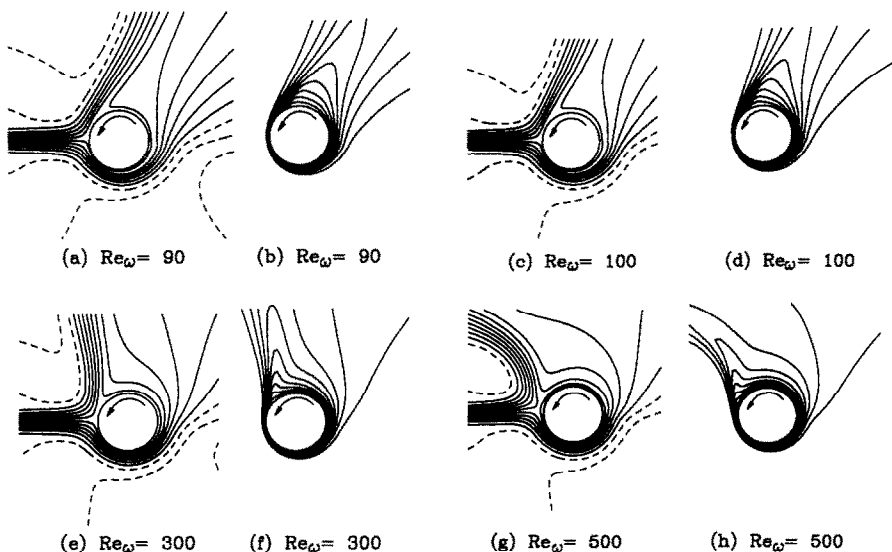 (a) Reω= 90
(b) Reω= 90
(c) Reω= 100
(d) Reω= 100
(e) Reω= 300
(f) Reω= 300
(g) Reω= 500
(h) Reω= 500